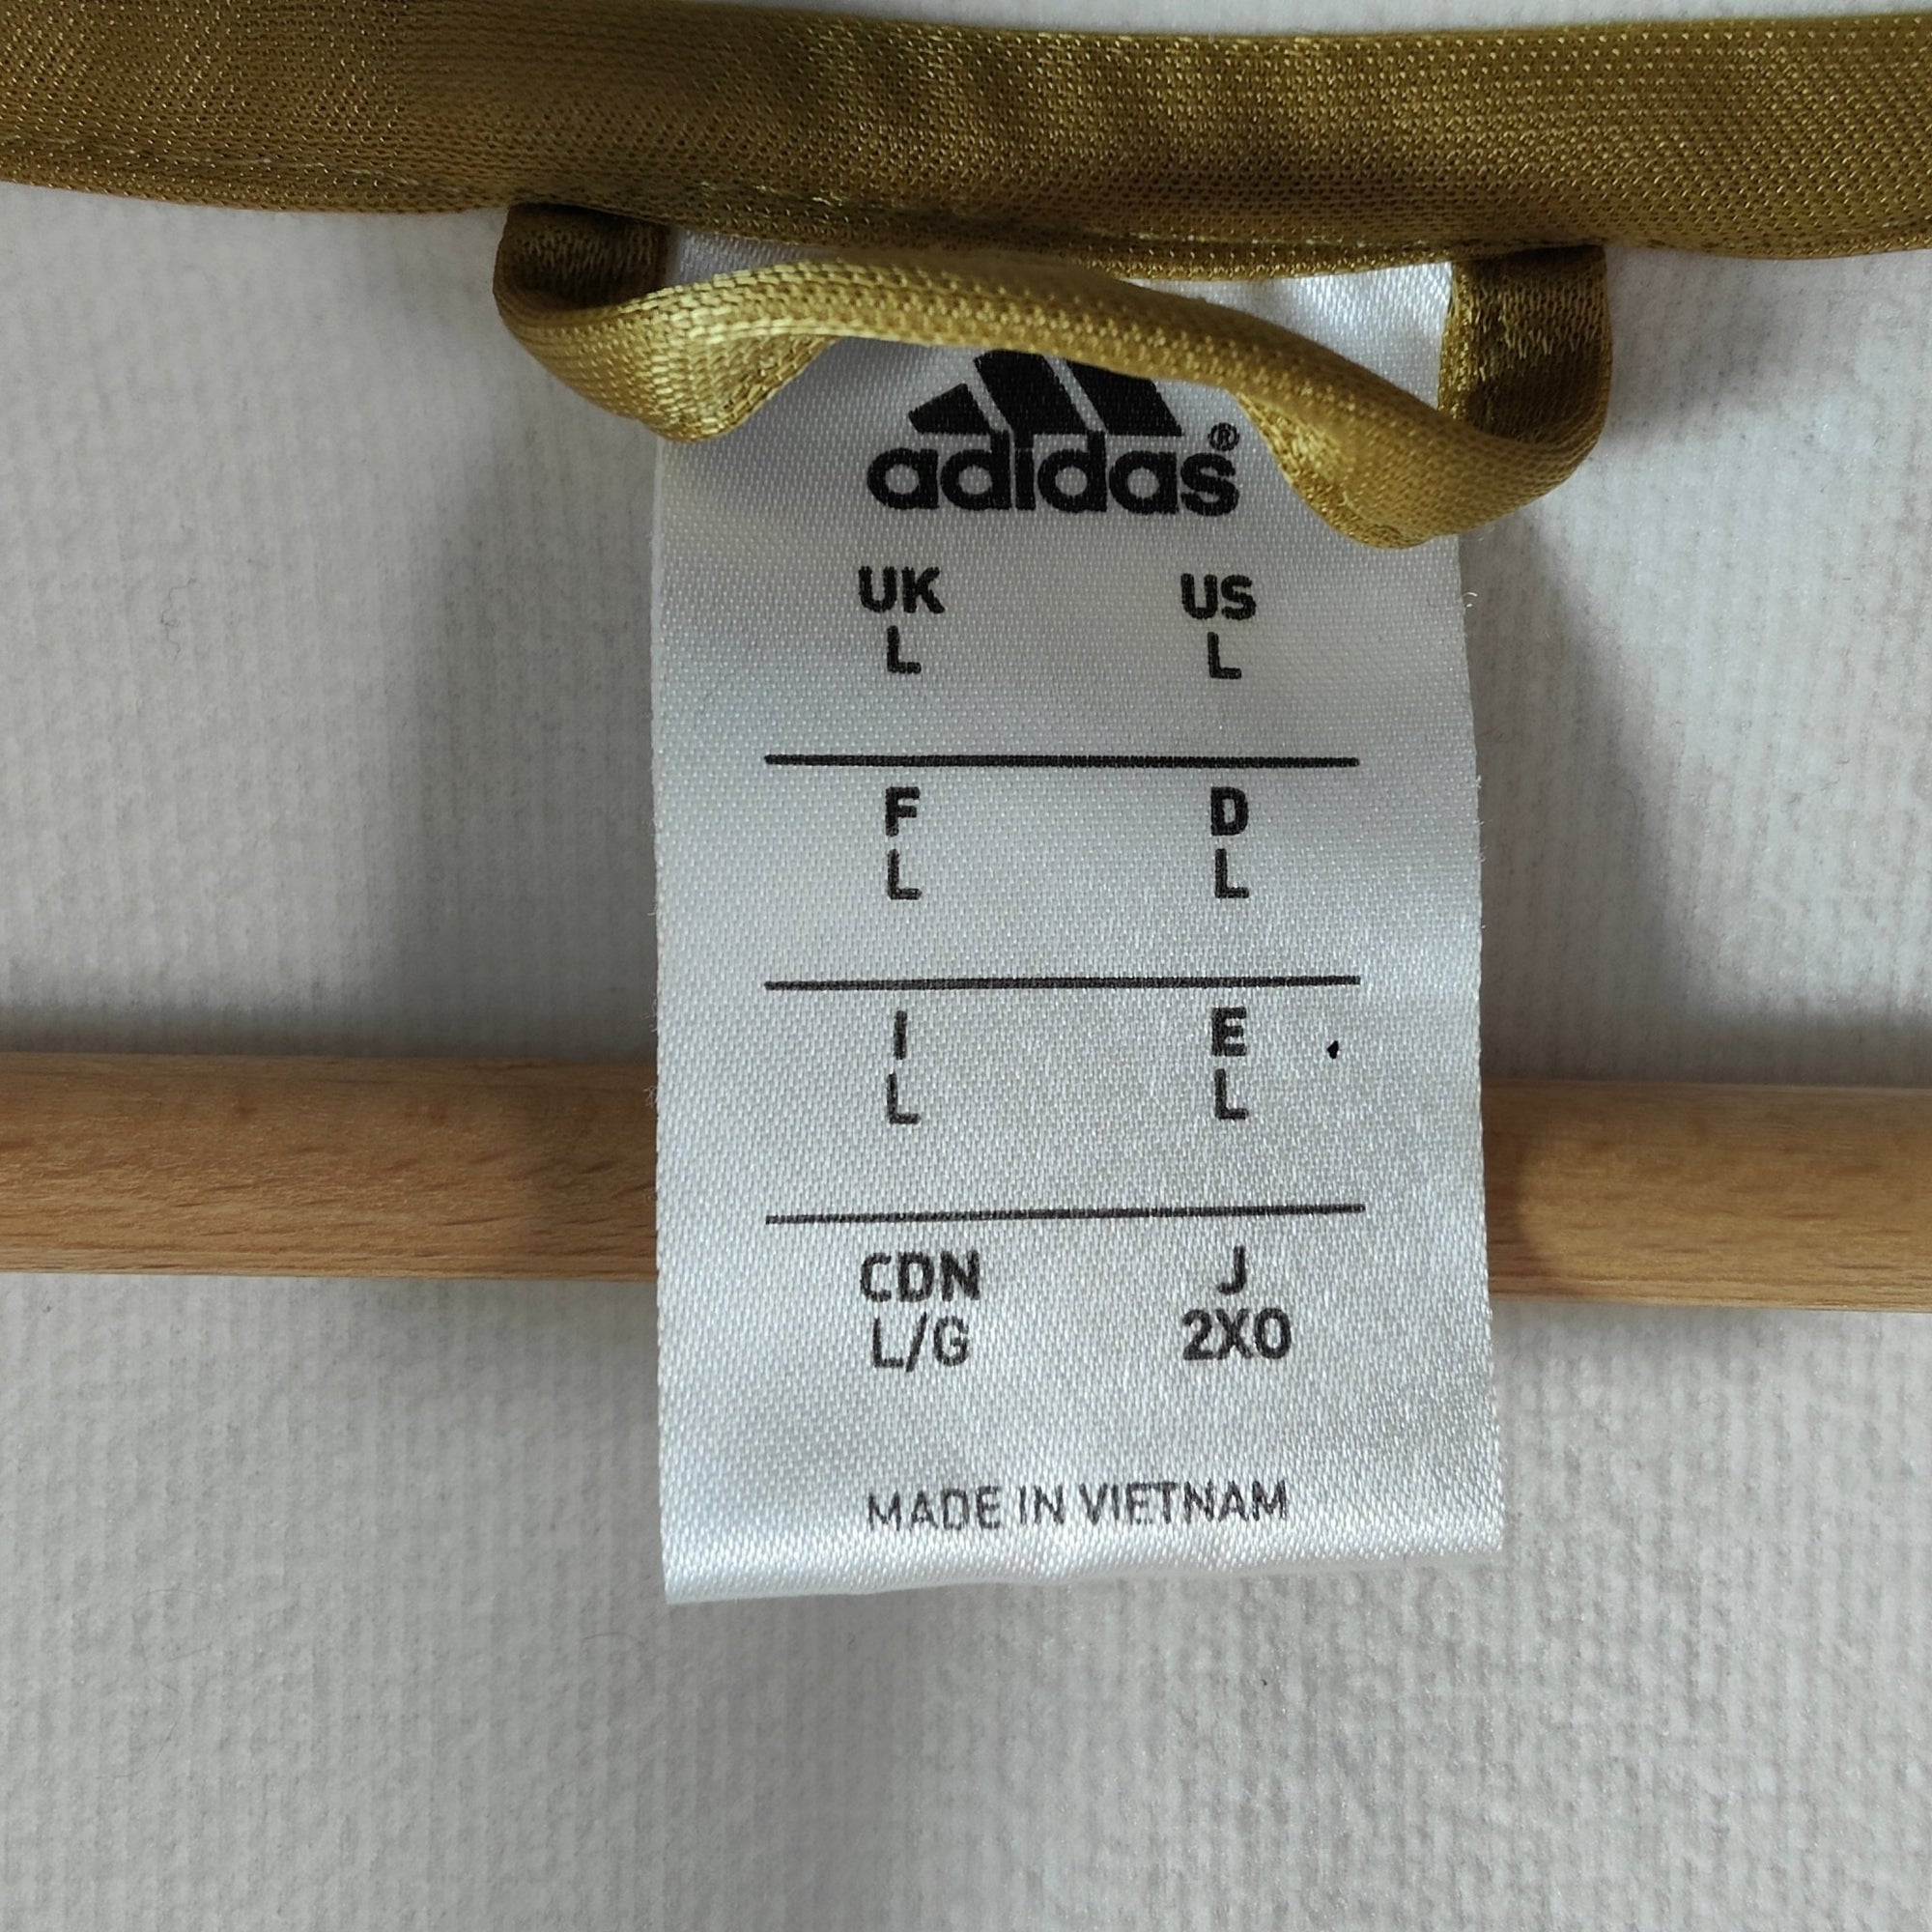 adidas®
UK US
L L
F D
L L
I E
L L
CDN J
L/G 2XO
MADE IN VIETNAM